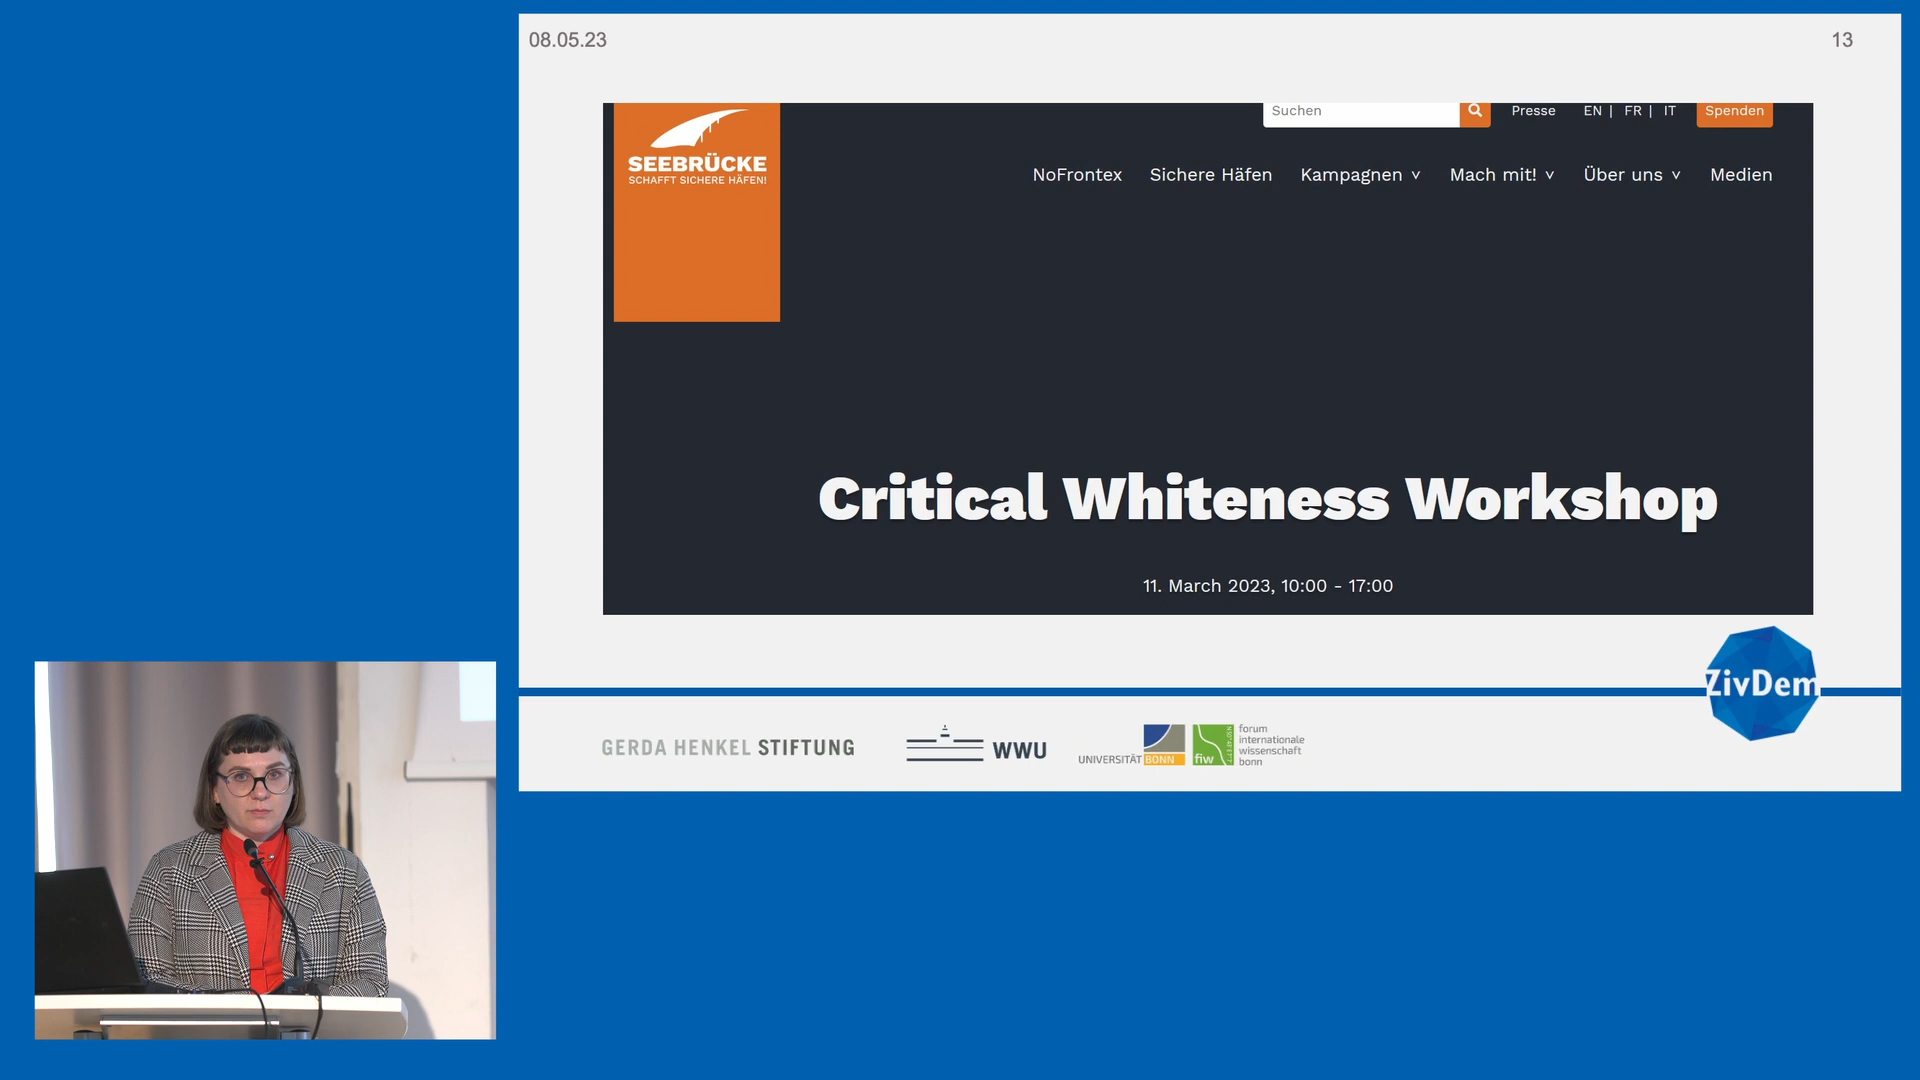 08.05.23
13
Suchen
Presse
EN | FR | IT
Spenden
SEEBRÜCKE
SCHAFFT SICHERE HÄFEN!
NoFrontex Sichere Häfen Kampagnen Mach mit! Über uns Medien
Critical Whiteness Workshop
11. March 2023, 10:00 - 17:00
ZivDem
GERDA HENKEL STIFTUNG
WWU
UNIVERSITÄT BONN
fiw
forum
internationale
wissenschaft
bonn